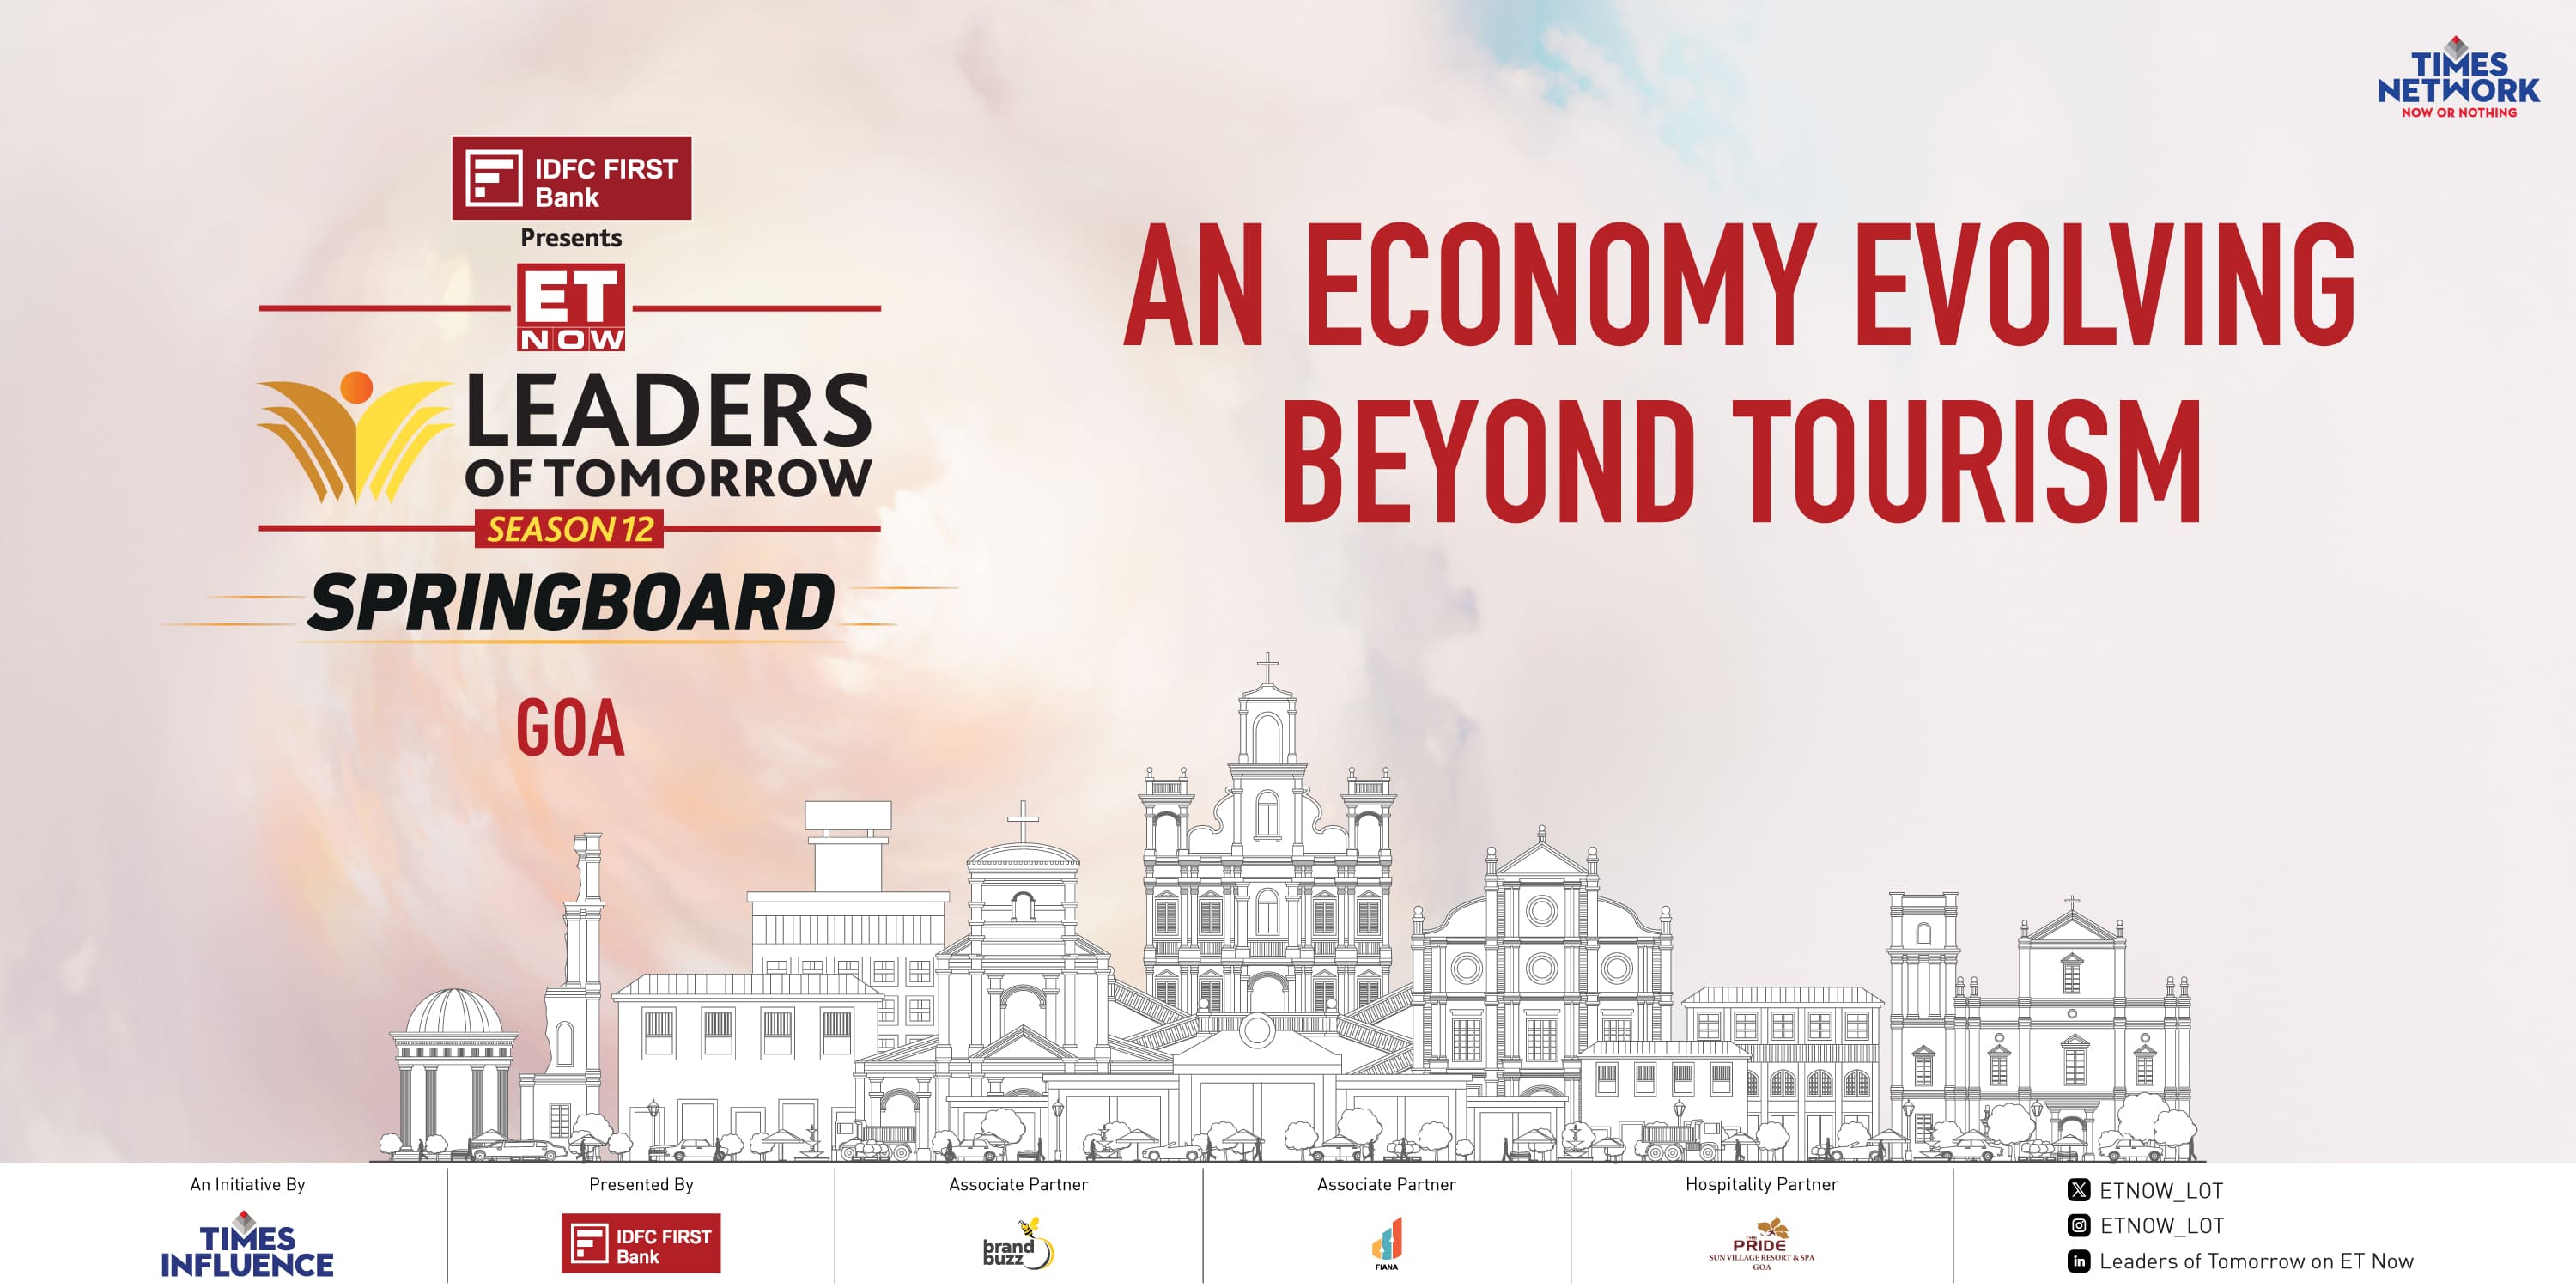 TIMES
NETWORK
NOW OR NOTHING
IDFC FIRST
Bank
Presents
ET
NOW
LEADERS
OF TOMORROW
SEASON 12
SPRINGBOARD
GOA
AN ECONOMY EVOLVING
BEYOND TOURISM
An Initiative By
TIMES
INFLUENCE
Presented By
IDFC FIRST
Bank
Associate Partner
brand
buzz
Associate Partner
FIANA
Hospitality Partner
THE
PRIDE
SUN VILLAGE RESORT & SPA
GOA
ETNOW_LOT
ETNOW_LOT
Leaders of Tomorrow on ET Now